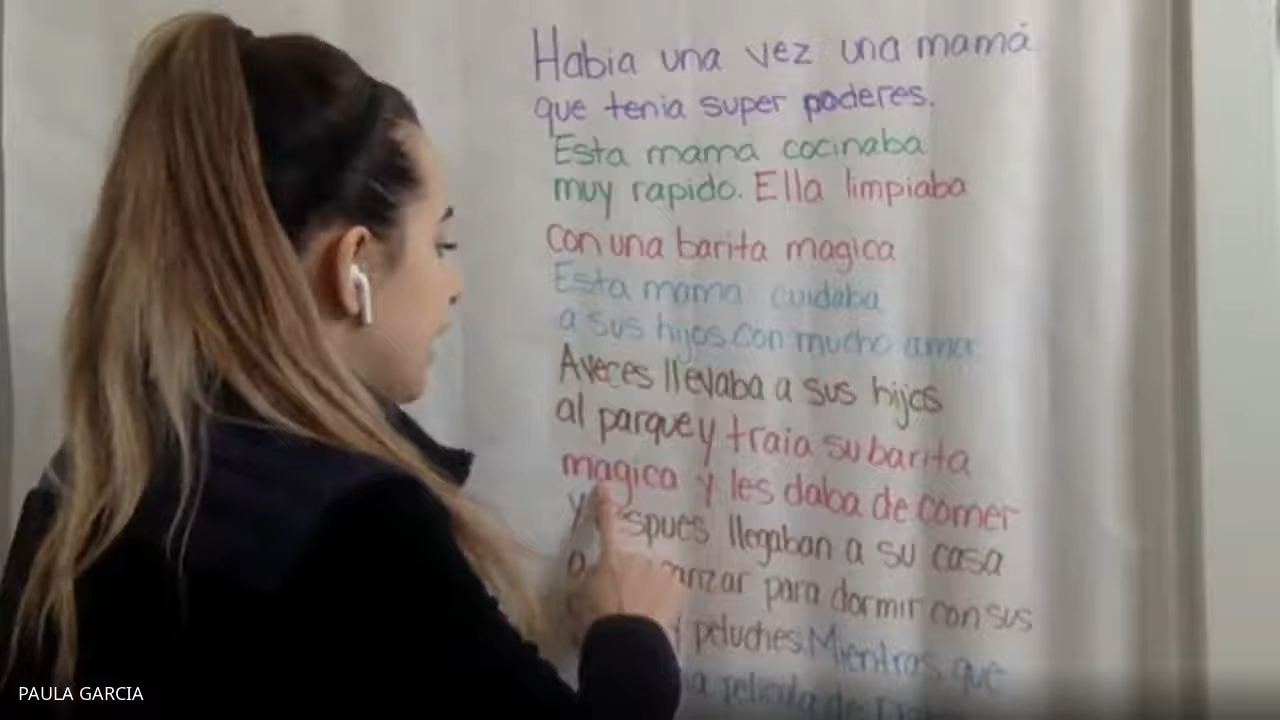 Habia una vez una mamá
que tenia super poderes.
Esta mama cocinaba
muy rapido. Ella limpiaba
con una barita magica
Esta mama cuidaba
a sus hijos con mucho amor
Aveces llevaba a sus hijos
al parque y traia su barita
magica y les daba de comer
y llegaban a su casa
para dormir con sus
peluches. Mientras que
pelicula de
PAULA GARCIA